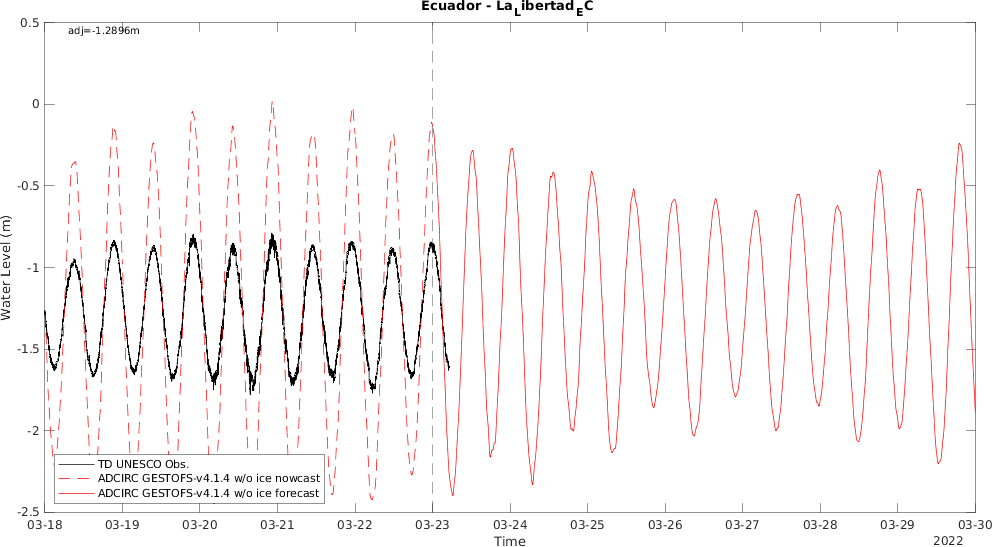 Ecuador - LaLibertadEC
adj=-1.2896m
0.5
0
-0.5
-1
-1.5
-2
-2.5
Water Level (m)
TD UNESCO Obs.
ADCIRC GESTOFS-v4.1.4 w/o ice nowcast
ADCIRC GESTOFS-v4.1.4 w/o ice forecast
03-18 03-19 03-20 03-21 03-22 03-23 03-24 03-25 03-26 03-27 03-28 03-29 03-30
Time
2022